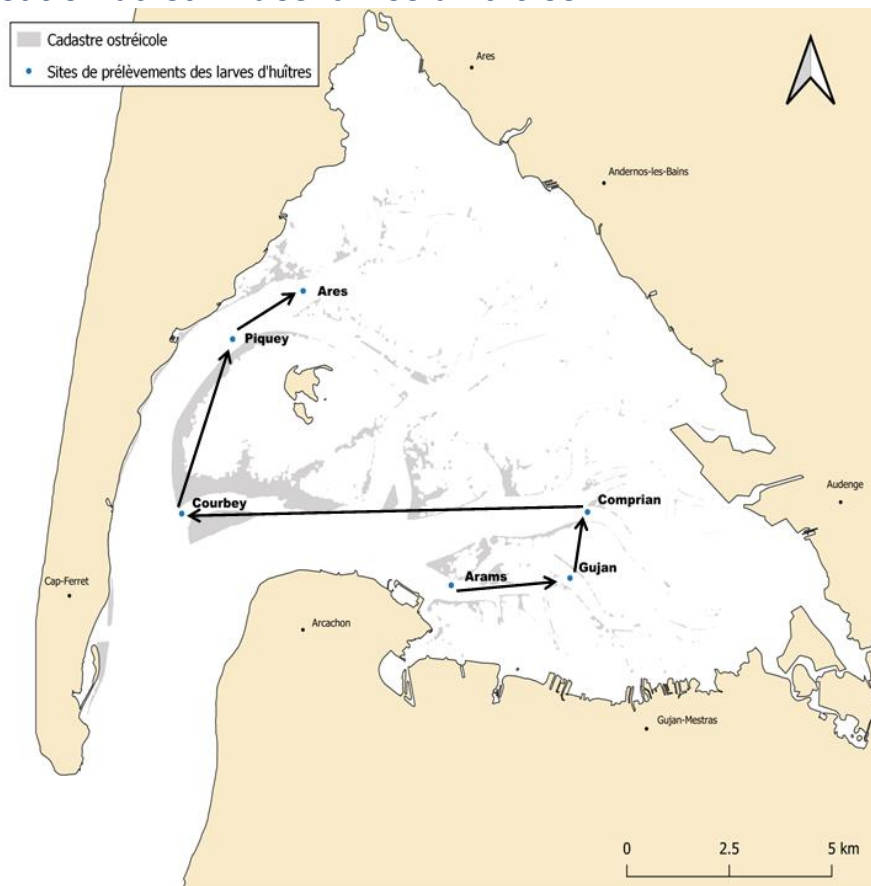 Cadastre ostréicole
Sites de prélèvements des larves d'huîtres
Ares
Andernos-les-Bains
Ares
Piquey
Audenge
Comprian
Courbey
Gujan
Arams
Cap-Ferret
Arcachon
Gujan-Mestras
0 2.5 5 km